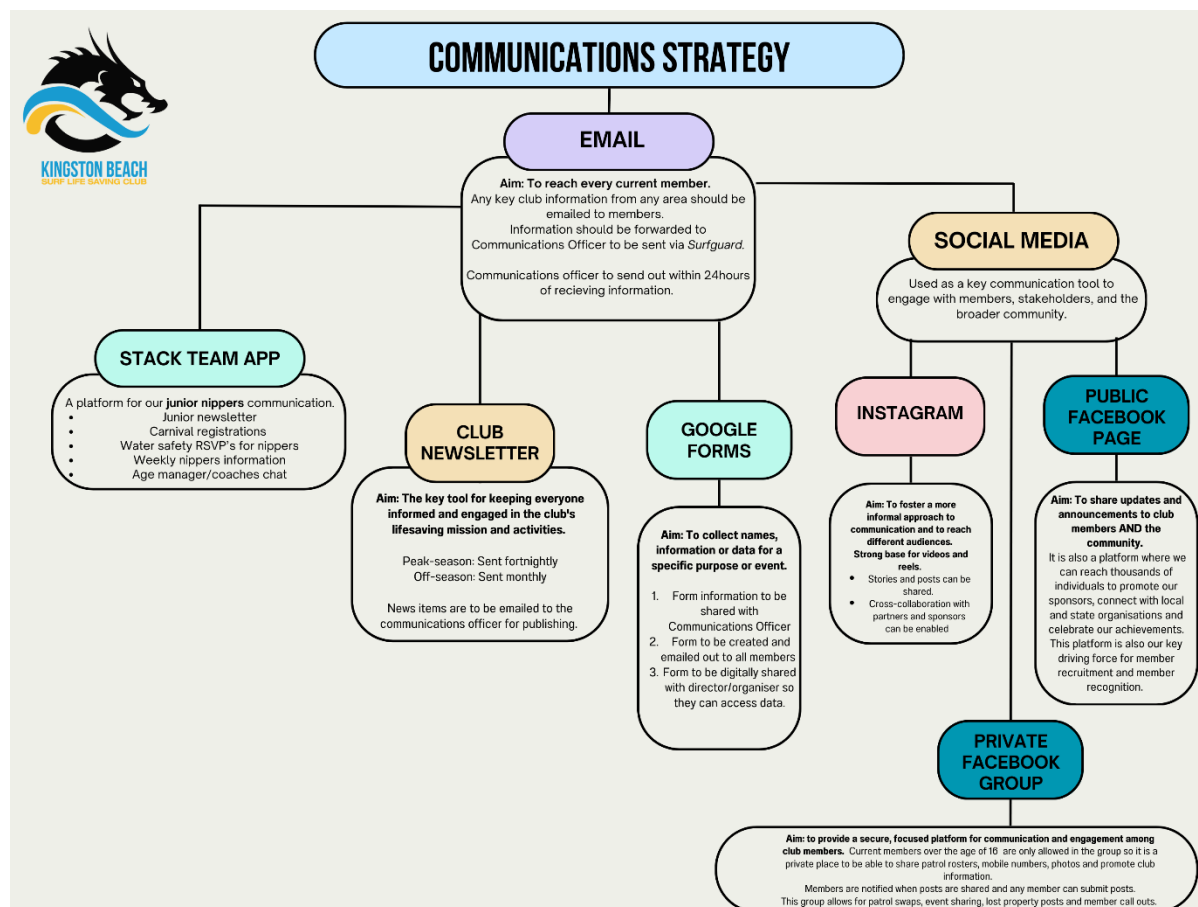 COMMUNICATIONS STRATEGY
KINGSTON BEACH
SURF LIFE SAVING CLUB
EMAIL
Aim: To reach every current member.
Any key club information from any area should be
emailed to members.
Information should be forwarded to
Communications Officer to be sent via Surfguard.
Communications officer to send out within 24hours
of recieving information.
SOCIAL MEDIA
Used as a key communication tool to
engage with members, stakeholders, and the
broader community.
STACK TEAM APP
A platform for our junior nippers communication.
• Junior newsletter
• Carnival registrations
• Water safety RSVP's for nippers
• Weekly nippers information
• Age manager/coaches chat
CLUB
NEWSLETTER
Aim: The key tool for keeping everyone
informed and engaged in the club's
lifesaving mission and activities.
Peak-season: Sent fortnightly
Off-season: Sent monthly
News items are to be emailed to the
communications officer for publishing.
GOOGLE
FORMS
Aim: To collect names,
information or data for a
specific purpose or event.
1. Form information to be
shared with
Communications Officer
2. Form to be created and
emailed out to all members
3. Form to be digitally shared
with director/organiser so
they can access data.
INSTAGRAM
Aim: To foster a more
informal approach to
communication and to reach
different audiences.
Strong base for videos and
reels.
• Stories and posts can be
shared.
• Cross-collaboration with
partners and sponsors
can be enabled
PUBLIC
FACEBOOK
PAGE
Aim: To share updates and
announcements to club
members AND the
community.
It is also a platform where we
can reach thousands of
individuals to promote our
sponsors, connect with local
and state organisations and
celebrate our achievements.
This platform is also our key
driving force for member
recruitment and member
recognition.
PRIVATE
FACEBOOK
GROUP
Aim: to provide a secure, focused platform for communication and engagement among
club members. Current members over the age of 16 are only allowed in the group so it is a
private place to be able to share patrol rosters, mobile numbers, photos and promote club
information.
Members are notified when posts are shared and any member can submit posts.
This group allows for patrol swaps, event sharing, lost property posts and member call outs.